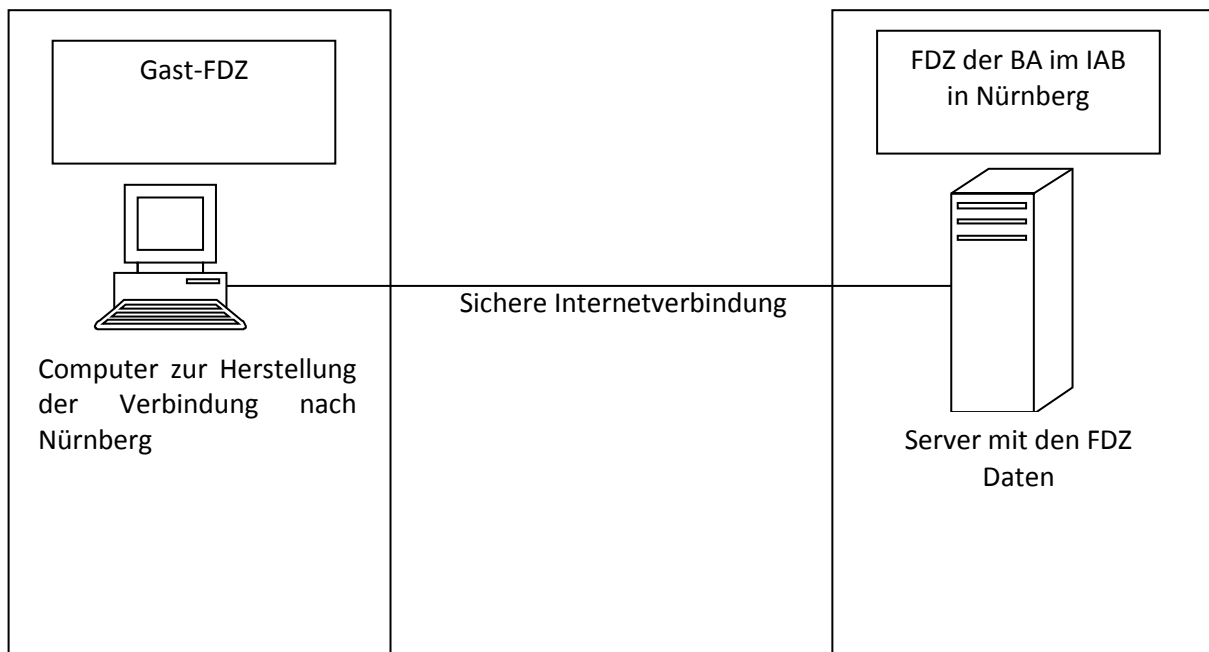 Gast-FDZ
FDZ der BA im IAB
in Nürnberg
Sichere Internetverbindung
Computer zur Herstellung
der Verbindung nach
Nürnberg
Server mit den FDZ
Daten